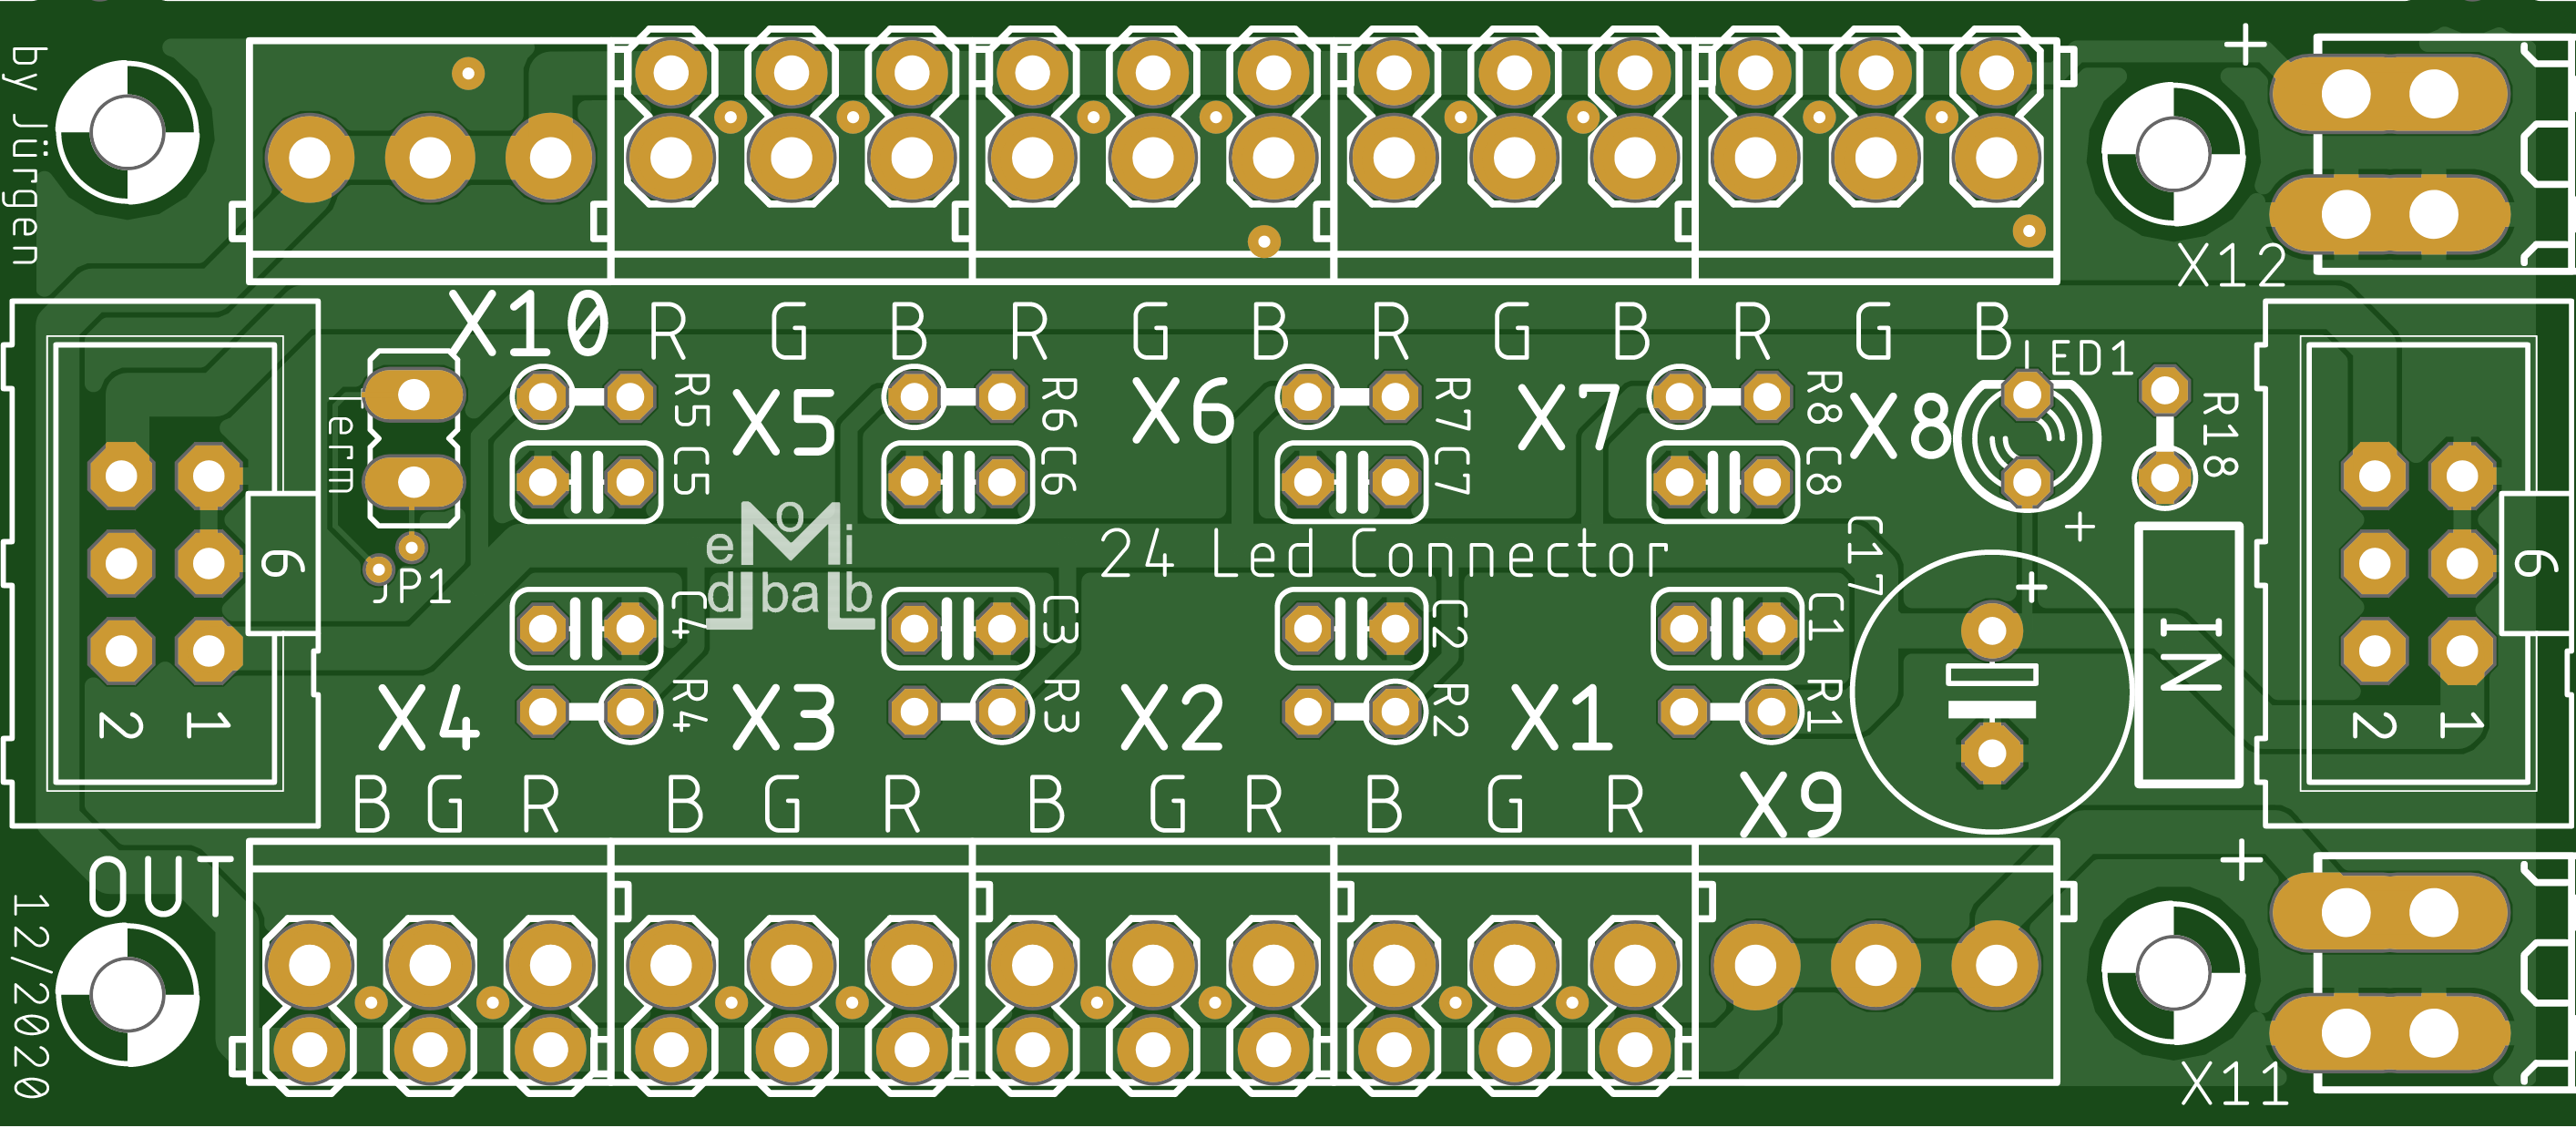 by Jürgen
+
X12
X10 R G B R G B R G B R G B
LED1
Term
R5 X5 R6 X6 R7 X7 R8 X8 R18
C5 C6 C7 C8
+
6 JP1
eMoMi
dibalb
24 Led Connector
C17
+
6
IN
C4 C3 C2 C1
2 1 X4 R4 X3 R3 X2 R2 X1 R1 2 1
B G R B G R B G R B G R X9
OUT
+
12/2020
X11